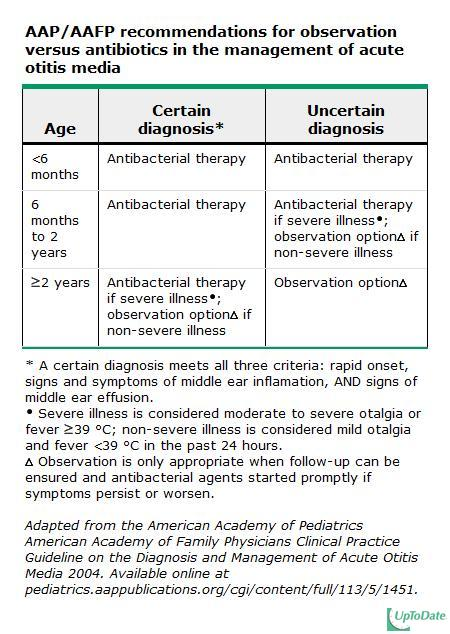 AAP/AAFP recommendations for observation
versus antibiotics in the management of acute
otitis media
Age
Certain
diagnosis*
Uncertain
diagnosis
<6
months
Antibacterial therapy
Antibacterial therapy
6
months
to 2
years
Antibacterial therapy
Antibacterial therapy
if severe illness•;
observation optionΔ if
non-severe illness
≥2 years
Antibacterial therapy
if severe illness•;
observation optionΔ if
non-severe illness
Observation optionΔ
* A certain diagnosis meets all three criteria: rapid onset,
signs and symptoms of middle ear inflamation, AND signs of
middle ear effusion.
• Severe illness is considered moderate to severe otalgia or
fever ≥39 °C; non-severe illness is considered mild otalgia
and fever <39 °C in the past 24 hours.
Δ Observation is only appropriate when follow-up can be
ensured and antibacterial agents started promptly if
symptoms persist or worsen.
Adapted from the American Academy of Pediatrics
American Academy of Family Physicians Clinical Practice
Guideline on the Diagnosis and Management of Acute Otitis
Media 2004. Available online at
pediatrics.aappublications.org/cgi/content/full/113/5/1451.
UpToDate